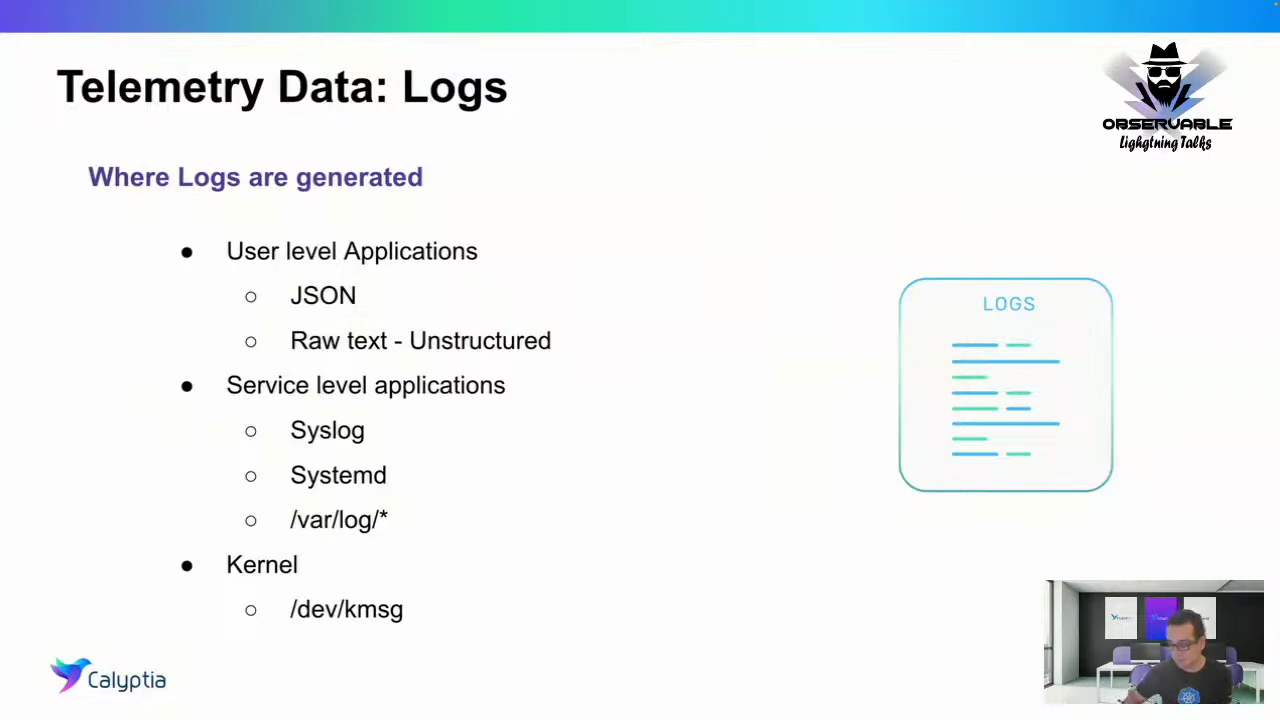 Telemetry Data: Logs
OBSERVABLE
Lighgtning Talks
Where Logs are generated
● User level Applications
○ JSON
○ Raw text - Unstructured
● Service level applications
○ Syslog
○ Systemd
○ /var/log/*
● Kernel
○ /dev/kmsg
LOGS
Calyptia